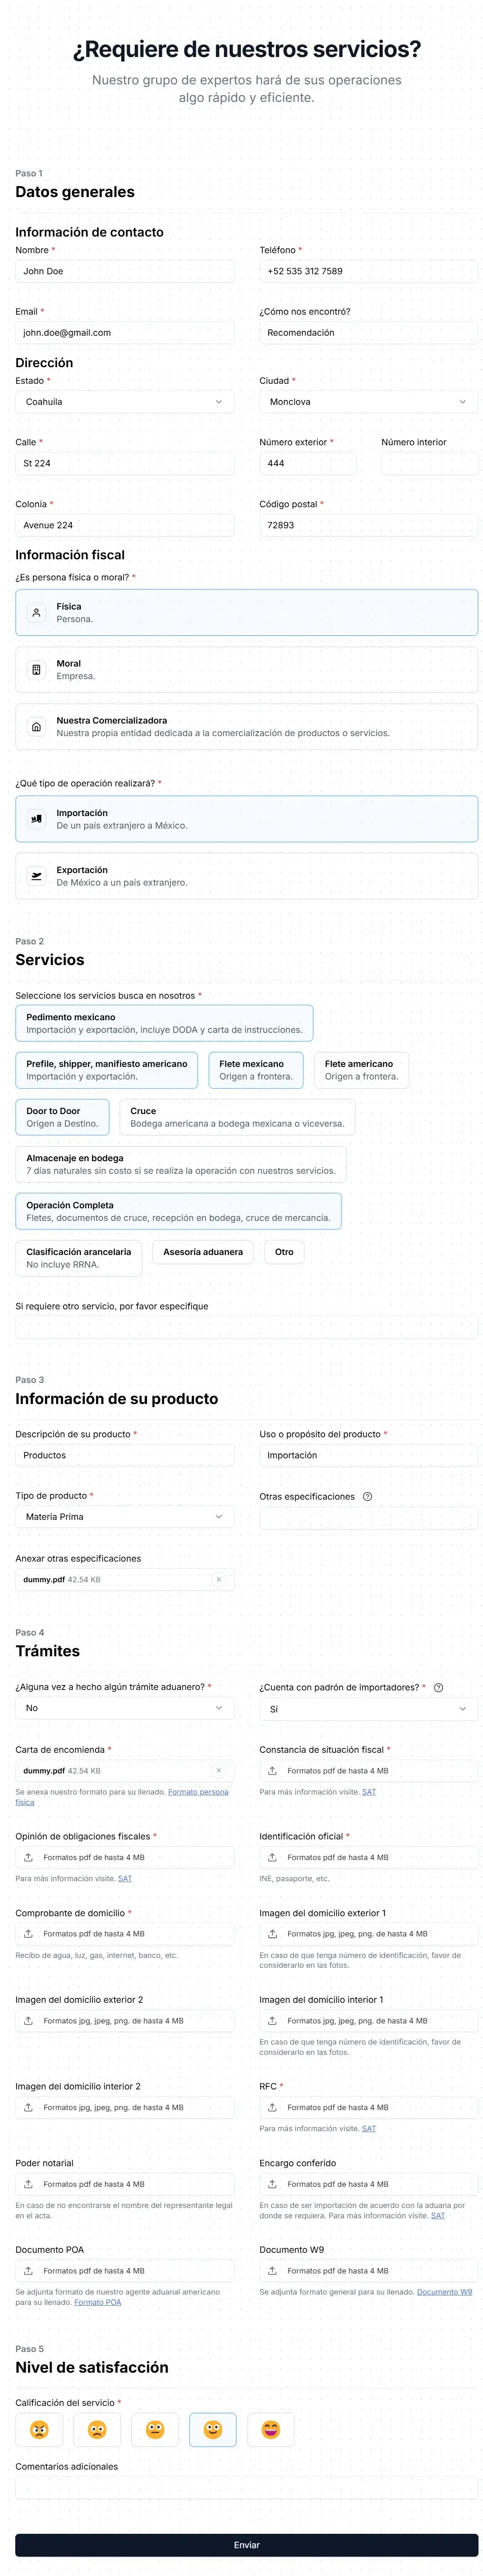 ¿Requiere de nuestros servicios?
Nuestro grupo de expertos hará de sus operaciones
algo rápido y eficiente.
Paso 1
Datos generales
Información de contacto
Nombre *
Teléfono *
John Doe
+52 535 312 7589
Email *
¿Cómo nos encontró?
john.doe@gmail.com
Recomendación
Dirección
Estado *
Ciudad *
Coahuila
Monclova
Calle *
Número exterior *
Número interior
St 224
444
Colonia *
Código postal *
Avenue 224
72893
Información fiscal
¿Es persona física o moral? *
Física
Persona.
Moral
Empresa.
Nuestra Comercializadora
Nuestra propia entidad dedicada a la comercialización de productos o servicios.
¿Qué tipo de operación realizará? *
Importación
De un país extranjero a México.
Exportación
De México a un país extranjero.
Paso 2
Servicios
Seleccione los servicios busca en nosotros *
Pedimento mexicano
Importación y exportación, incluye DODA y carta de instrucciones.
Prefile, shipper, manifiesto americano
Importación y exportación.
Flete mexicano
Origen a frontera.
Flete americano
Origen a frontera.
Door to Door
Origen a Destino.
Cruce
Bodega americana a bodega mexicana o viceversa.
Almacenaje en bodega
7 días naturales sin costo si se realiza la operación con nuestros servicios.
Operación Completa
Fletes, documentos de cruce, recepción en bodega, cruce de mercancía.
Clasificación arancelaria
No incluye RRNA.
Asesoría aduanera
Otro
Si requiere otro servicio, por favor especifique
Paso 3
Información de su producto
Descripción de su producto *
Uso o propósito del producto *
Productos
Importación
Tipo de producto *
Otras especificaciones
Materia Prima
Anexar otras especificaciones
dummy.pdf 42.54 KB
Paso 4
Trámites
¿Alguna vez a hecho algún trámite aduanero? *
¿Cuenta con padrón de importadores? *
No
Sí
Carta de encomienda *
Constancia de situación fiscal *
dummy.pdf 42.54 KB
Formatos pdf de hasta 4 MB
Se anexa nuestro formato para su llenado. Formato persona
física
Para más información visite. SAT
Opinión de obligaciones fiscales *
Identificación oficial *
Formatos pdf de hasta 4 MB
Formatos pdf de hasta 4 MB
Para más información visite. SAT
INE, pasaporte, etc.
Comprobante de domicilio *
Imagen del domicilio exterior 1
Formatos pdf de hasta 4 MB
Formatos jpg, jpeg, png. de hasta 4 MB
Recibo de agua, luz, gas, internet, banco, etc.
En caso de que tenga número de identificación, favor de
considerarlo en las fotos.
Imagen del domicilio exterior 2
Imagen del domicilio interior 1
Formatos jpg, jpeg, png. de hasta 4 MB
Formatos jpg, jpeg, png. de hasta 4 MB
En caso de que tenga número de identificación, favor de
considerarlo en las fotos.
Imagen del domicilio interior 2
RFC *
Formatos jpg, jpeg, png. de hasta 4 MB
Formatos pdf de hasta 4 MB
Para más información visite. SAT
Poder notarial
Encargo conferido
Formatos pdf de hasta 4 MB
Formatos pdf de hasta 4 MB
En caso de no encontrarse el nombre del representante legal
en el acta.
En caso de ser importación de acuerdo con la aduana por
donde se requiera. Para más información visite. SAT
Documento POA
Documento W9
Formatos pdf de hasta 4 MB
Formatos pdf de hasta 4 MB
Se adjunta formato de nuestro agente aduanal americano
para su llenado. Formato POA
Se adjunta formato general para su llenado. Documento W9
Paso 5
Nivel de satisfacción
Calificación del servicio *
Comentarios adicionales
Enviar